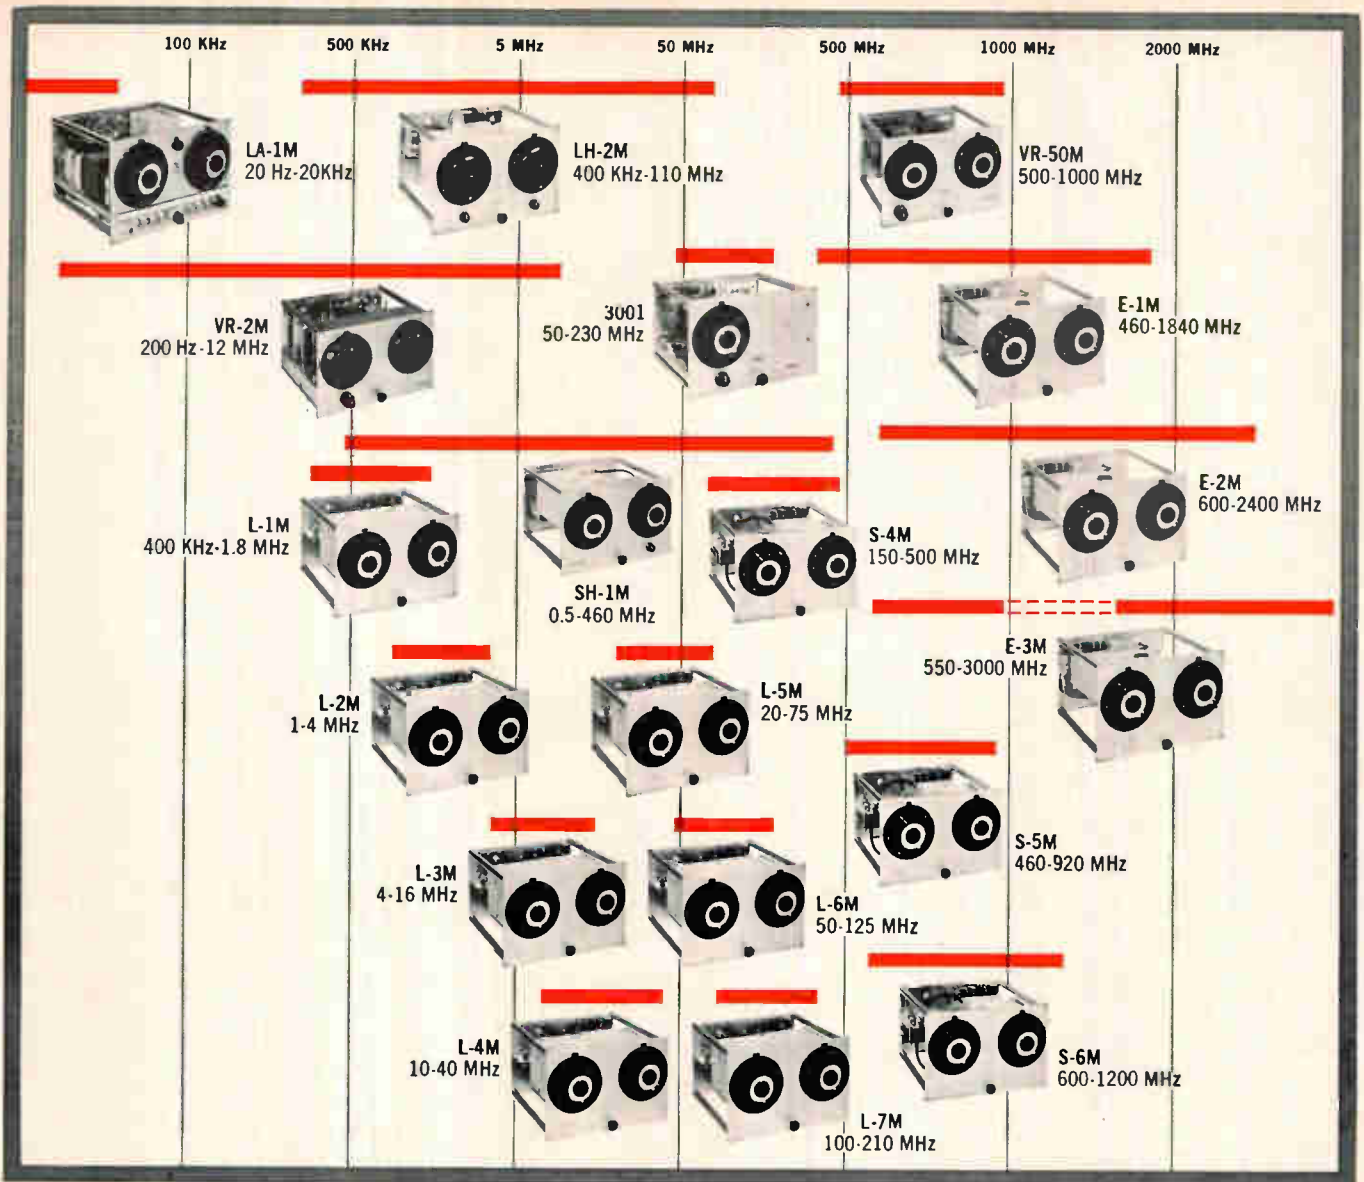 100 KHz 500 KHz 5 MHz 50 MHz 500 MHz 1000 MHz 2000 MHz
LA-1M
20 Hz-20KHz
LH-2M
400 KHz-110 MHz
VR-50M
500-1000 MHz
VR-2M
200 Hz-12 MHz
3001
50-230 MHz
E-1M
460-1840 MHz
L-1M
400 KHz-1.8 MHz
SH-1M
0.5-460 MHz
S-4M
150-500 MHz
E-2M
600-2400 MHz
E-3M
550-3000 MHz
L-2M
1-4 MHz
L-5M
20-75 MHz
L-3M
4-16 MHz
L-6M
50-125 MHz
S-5M
460-920 MHz
L-4M
10-40 MHz
L-7M
100-210 MHz
S-6M
600-1200 MHz